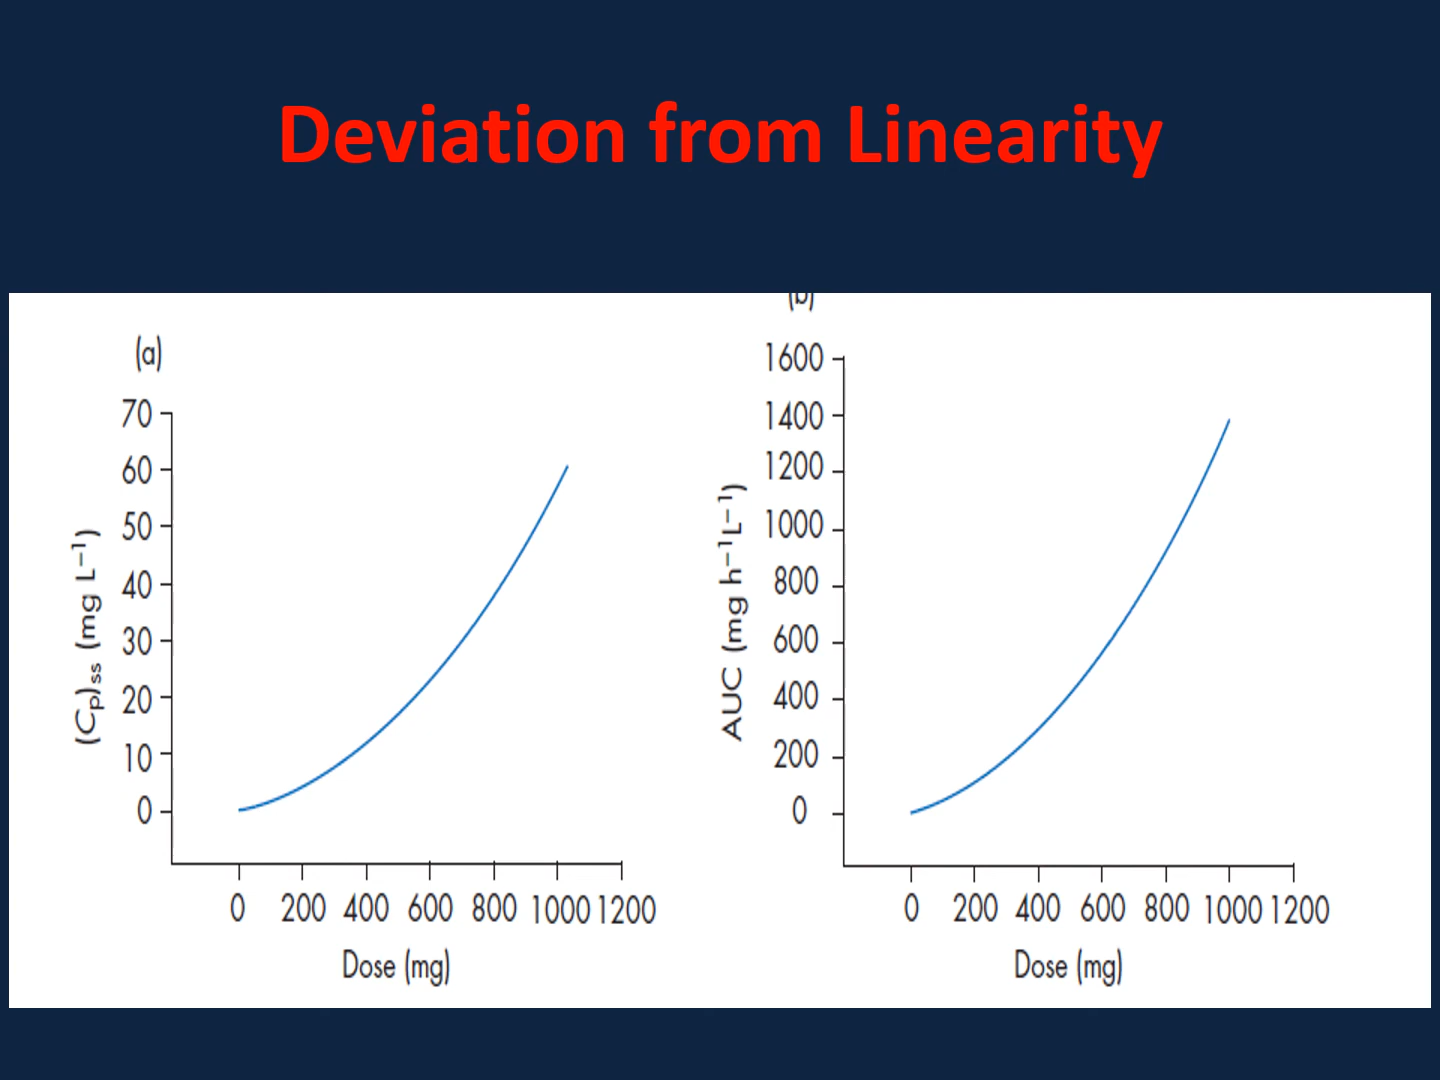 Deviation from Linearity
(a)
70
60
50
40
30
20
10
0
(Cp)ss (mg L−1)
0 200 400 600 800 1000 1200
Dose (mg)
(b)
1600
1400
1200
1000
800
600
400
200
0
AUC (mg h−1L−1)
0 200 400 600 800 1000 1200
Dose (mg)